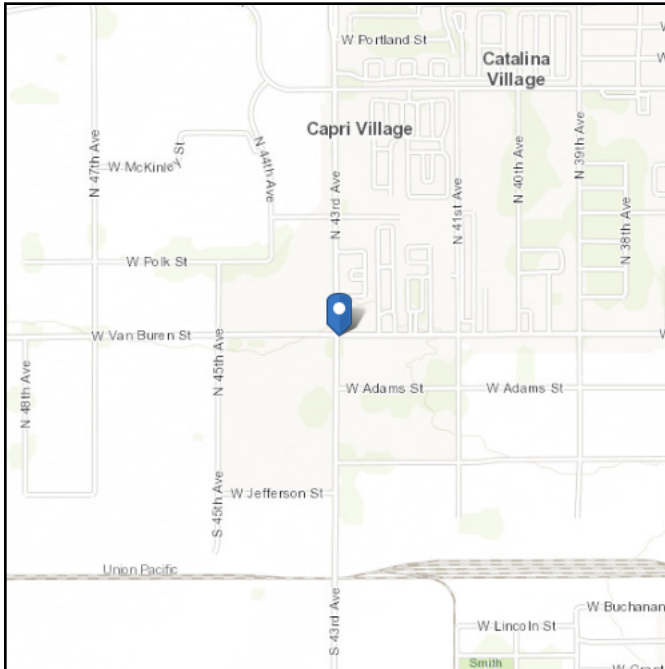 W Portland St
W
Catalina
Village
W
Capri Village
N 47th Ave
W McKinley St
N 44th Ave
N 43rd Ave
N 41st Ave
N 40th Ave
N 39th Ave
N 38th Ave
W Polk St
W Van Buren St
W
N 48th Ave
N 45th Ave
W Adams St
W Adams St
S 45th Ave
W Jefferson St
Union Pacific
S 43rd Ave
W Buchanan
W Lincoln St
Smith
W Grant